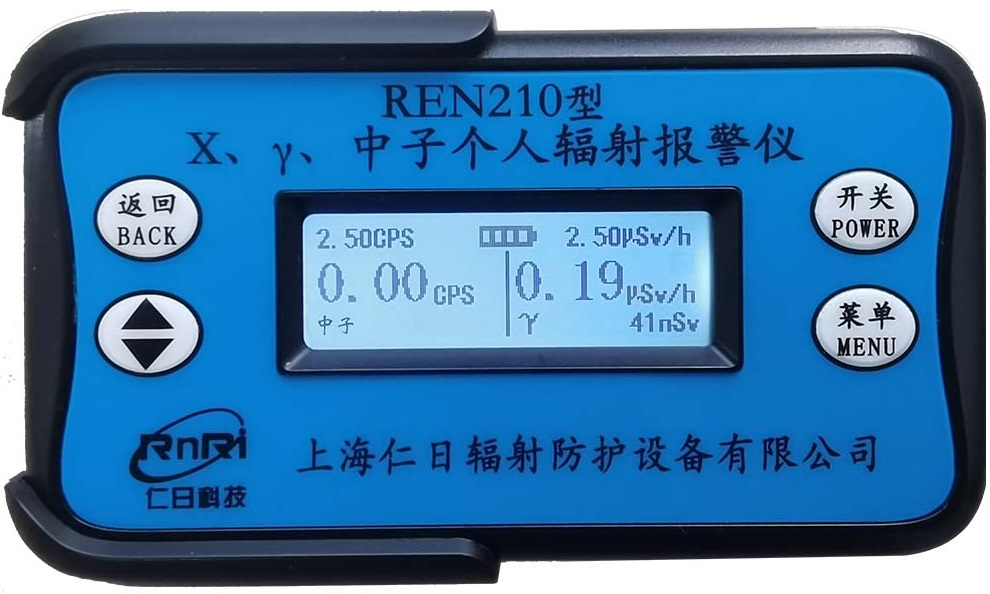 REN210型
X、γ、中子个人辐射报警仪
返回
BACK
开关
POWER
2.50CPS
2.50μSv/h
0.00CPS
0.19μSv/h
中子
γ
41nSv
菜单
MENU
RnRi
仁日科技
上海仁日辐射防护设备有限公司